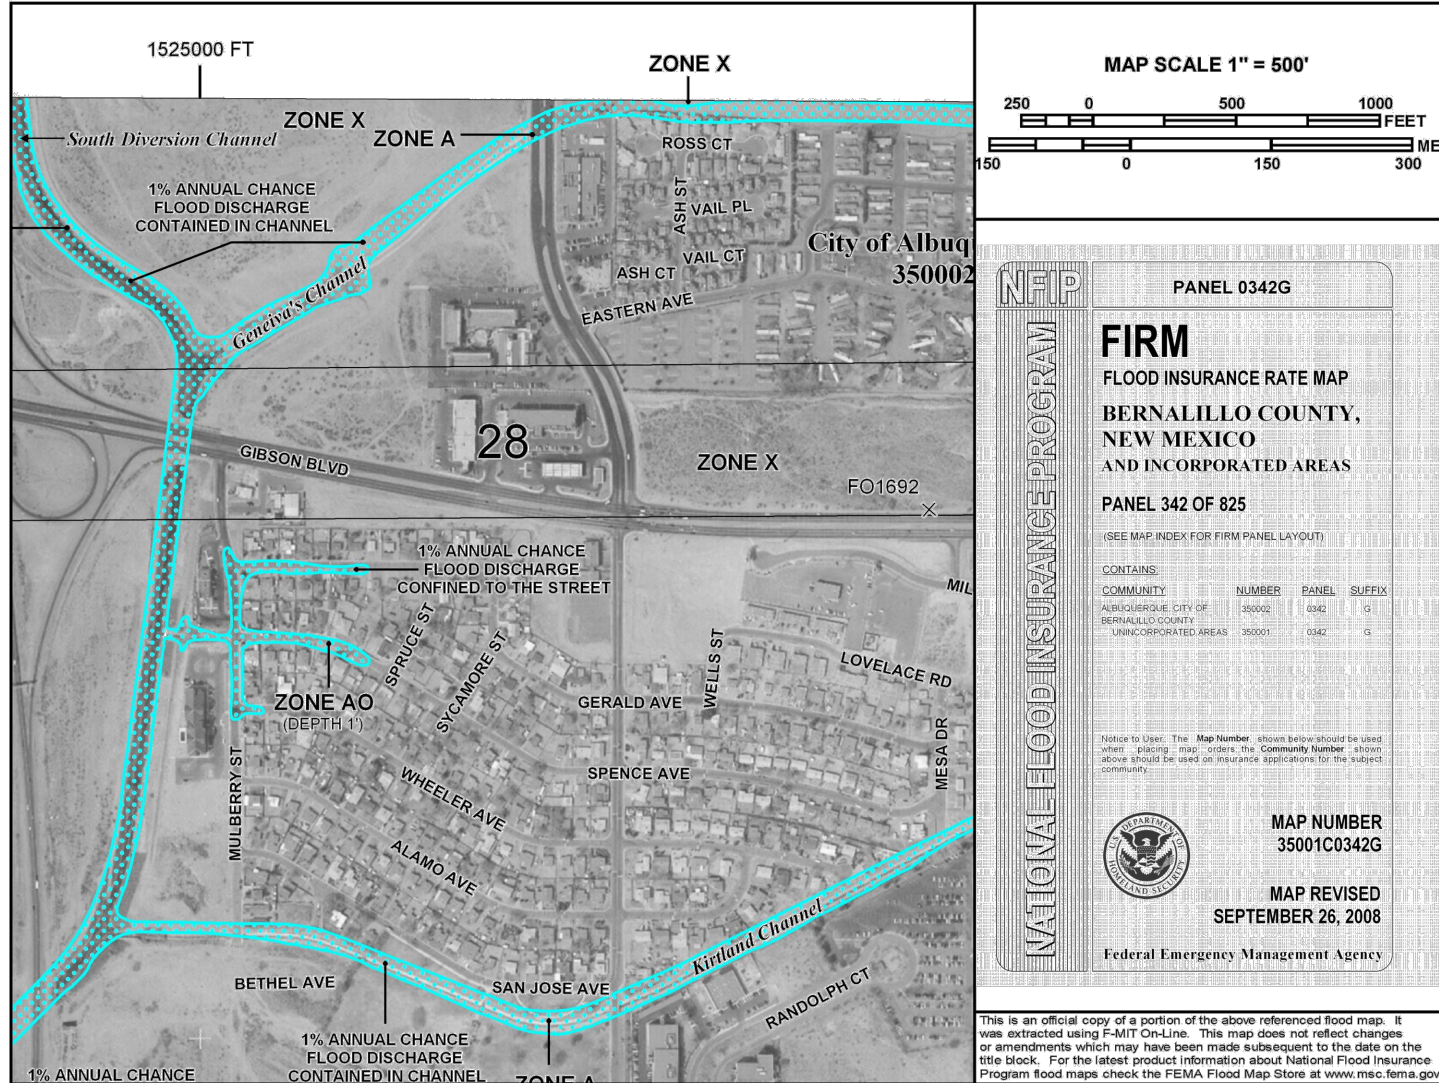 1525000 FT
ZONE X
ZONE X
ZONE A
South Diversion Channel
1% ANNUAL CHANCE
FLOOD DISCHARGE
CONTAINED IN CHANNEL
Geneiva's Channel
ROSS CT
ASH ST
VAIL PL
VAIL CT
ASH CT
EASTERN AVE
City of Albuq
350002
28
GIBSON BLVD
ZONE X
FO1692
1% ANNUAL CHANCE
FLOOD DISCHARGE
CONFINED TO THE STREET
MIL
SPRUCE ST
SYCAMORE ST
WELLS ST
LOVELACE RD
ZONE AO
(DEPTH 1')
GERALD AVE
MULBERRY ST
WHEELER AVE
SPENCE AVE
MESA DR
ALAMO AVE
Kirtland Channel
BETHEL AVE
SAN JOSE AVE
RANDOLPH CT
1% ANNUAL CHANCE
FLOOD DISCHARGE
CONTAINED IN CHANNEL
1% ANNUAL CHANCE
ZONE A
MAP SCALE 1" = 500'
250 0 500 1000
FEET
150 0 150 300
ME
NFIP
NATIONAL FLOOD INSURANCE PROGRAM
PANEL 0342G
FIRM
FLOOD INSURANCE RATE MAP
BERNALILLO COUNTY,
NEW MEXICO
AND INCORPORATED AREAS
PANEL 342 OF 825
(SEE MAP INDEX FOR FIRM PANEL LAYOUT)
CONTAINS:
COMMUNITY NUMBER PANEL SUFFIX
ALBUQUERQUE, CITY OF 350002 0342 G
BERNALILLO COUNTY
UNINCORPORATED AREAS 350001 0342 G
Notice to User: The Map Number shown below should be used
when placing map orders the Community Number shown
above should be used on insurance applications for the subject
community.
U.S. DEPARTMENT OF
HOMELAND SECURITY
MAP NUMBER
35001C0342G
MAP REVISED
SEPTEMBER 26, 2008
Federal Emergency Management Agency
This is an official copy of a portion of the above referenced flood map. It
was extracted using F-MIT On-Line. This map does not reflect changes
or amendments which may have been made subsequent to the date on the
title block. For the latest product information about National Flood Insurance
Program flood maps check the FEMA Flood Map Store at www.msc.fema.gov